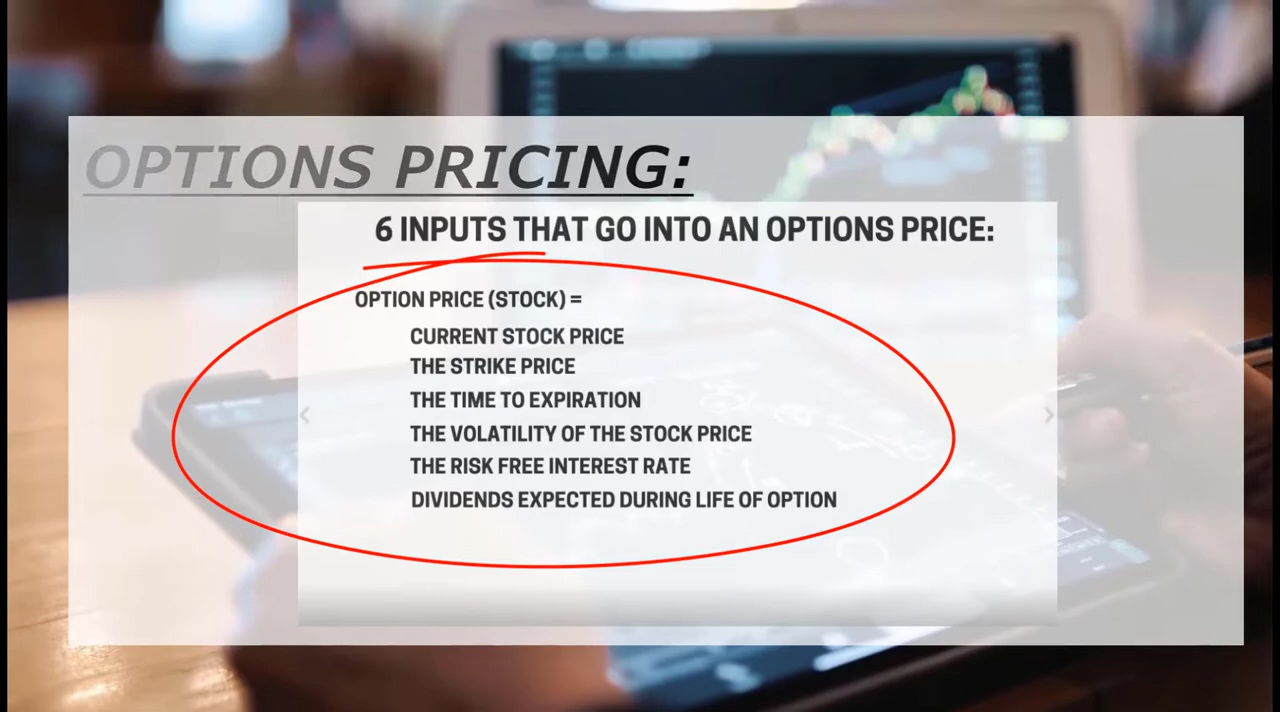 OPTIONS PRICING:
6 INPUTS THAT GO INTO AN OPTIONS PRICE:
OPTION PRICE (STOCK) =
CURRENT STOCK PRICE
THE STRIKE PRICE
THE TIME TO EXPIRATION
THE VOLATILITY OF THE STOCK PRICE
THE RISK FREE INTEREST RATE
DIVIDENDS EXPECTED DURING LIFE OF OPTION